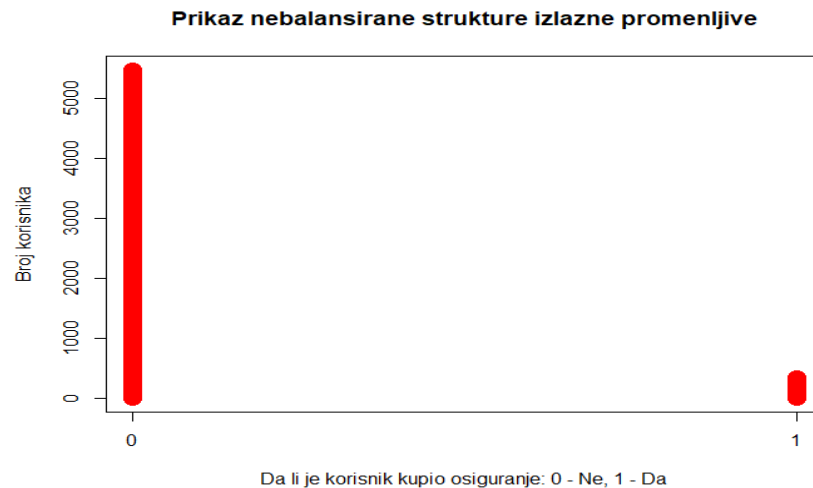 Prikaz nebalansirane strukture izlazne promenljive
Broj korisnika
5000
4000
3000
2000
1000
0
0
1
Da li je korisnik kupio osiguranje: 0 - Ne, 1 - Da